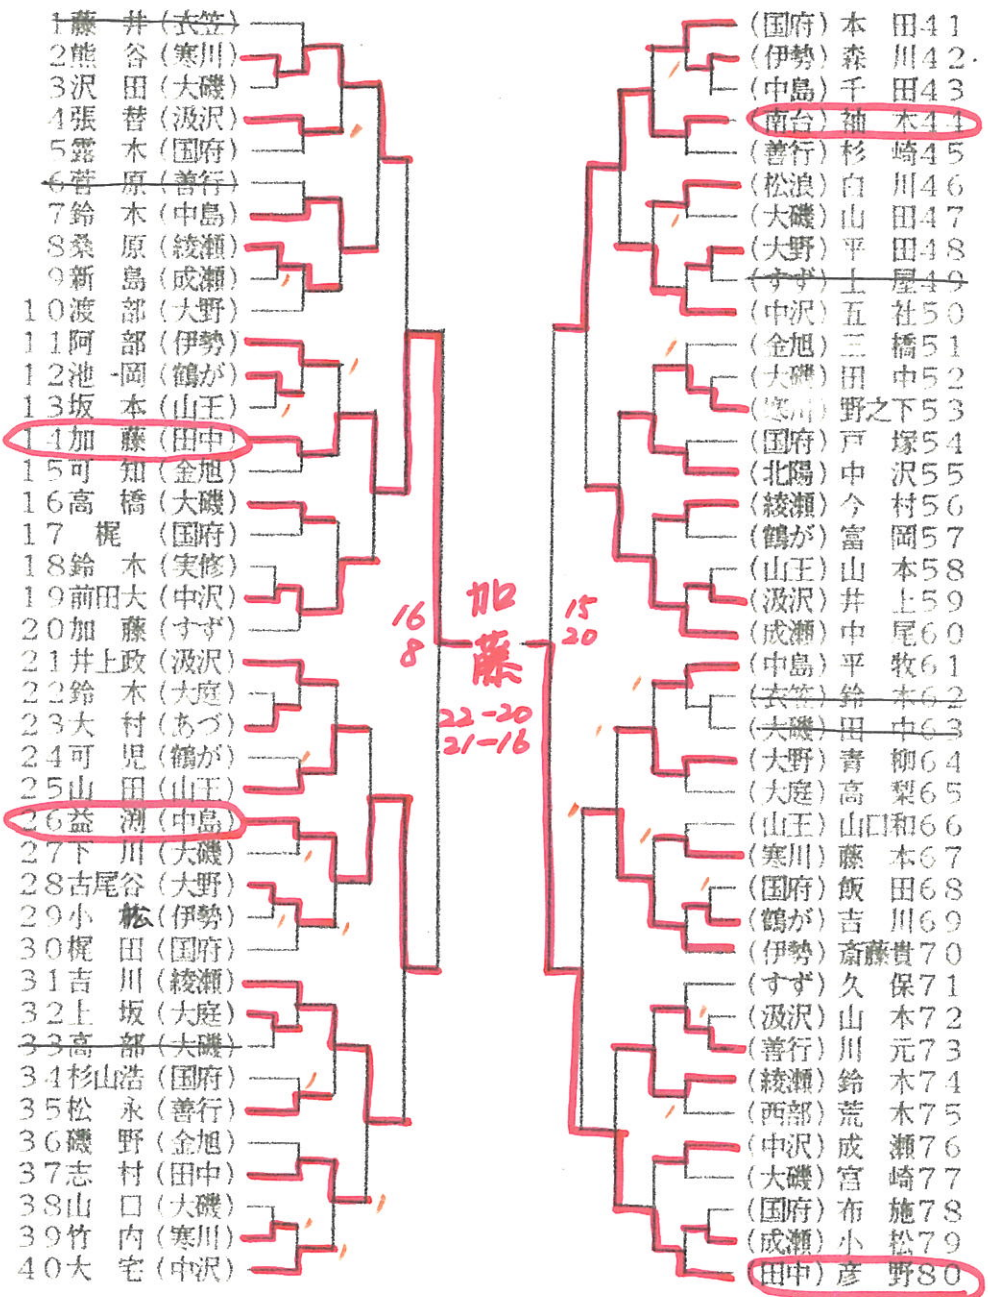 1藤 井(衣笠)
2熊 谷(寒川)
3沢 田(大磯)
4張 替(汲沢)
5露 木(国府)
6菅 原(善行)
7鈴 木(中島)
8桑 原(綾瀬)
9新 島(成瀬)
10渡 部(大野)
11阿 部(伊勢)
12池 岡(鶴が)
13坂 本(山王)
14加 藤(田中)
15可 知(金旭)
16高 橋(大磯)
17 梶 (国府)
18鈴 木(実修)
19前田大(中沢)
20加 藤(すず)
21井上政(汲沢)
22鈴 木(大庭)
23大 村(あづ)
24可 児(鶴が)
25山 田(山王)
26益 渕(中島)
27下 川(大磯)
28古尾谷(大野)
29小 松(伊勢)
30梶 田(国府)
31吉 川(綾瀬)
32上 坂(大庭)
33高 部(大磯)
34杉山浩(国府)
35松 永(善行)
36磯 野(金旭)
37志 村(田中)
38山 口(大磯)
39竹 内(寒川)
40大 宅(中沢)
16
8
加
藤
22-20
21-16
15
20
(国府)本 田41
(伊勢)森 川42
(中島)千 田43
(南台)袖 木44
(善行)杉 崎45
(松浪)白 川46
(大磯)山 田47
(大野)平 田48
(すず)土 屋49
(中沢)五 社50
(金旭)三 橋51
(大磯)田 中52
(寒川)野之下53
(国府)戸 塚54
(北陽)中 沢55
(綾瀬)今 村56
(鶴が)富 岡57
(山王)山 本58
(汲沢)井 上59
(成瀬)中 尾60
(中島)平 牧61
(衣笠)鈴 木62
(大磯)田 中63
(大野)青 柳64
(大庭)高 梨65
(山王)山口和66
(寒川)藤 本67
(国府)飯 田68
(鶴が)吉 川69
(伊勢)斎藤貴70
(すず)久 保71
(汲沢)山 本72
(善行)川 元73
(綾瀬)鈴 木74
(西部)荒 木75
(中沢)成 瀬76
(大磯)宮 崎77
(国府)布 施78
(成瀬)小 松79
(田中)彦 野80